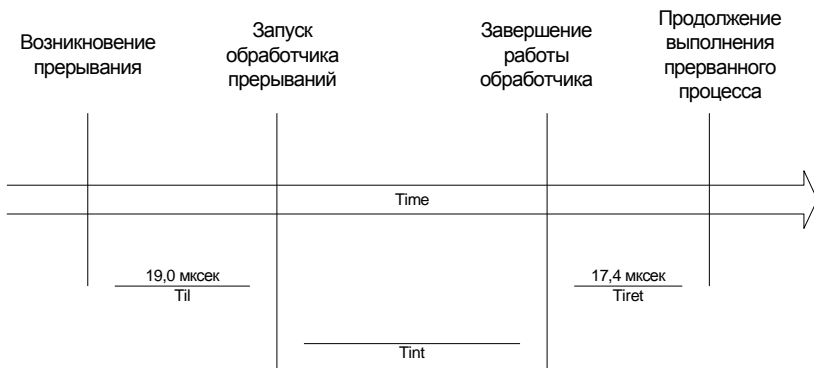 Возникновение
прерывания
Запуск
обработчика
прерываний
Завершение
работы
обработчика
Продолжение
выполнения
прерванного
процесса
Time
19,0 мксек
Til
17,4 мксек
Tiret
Tint